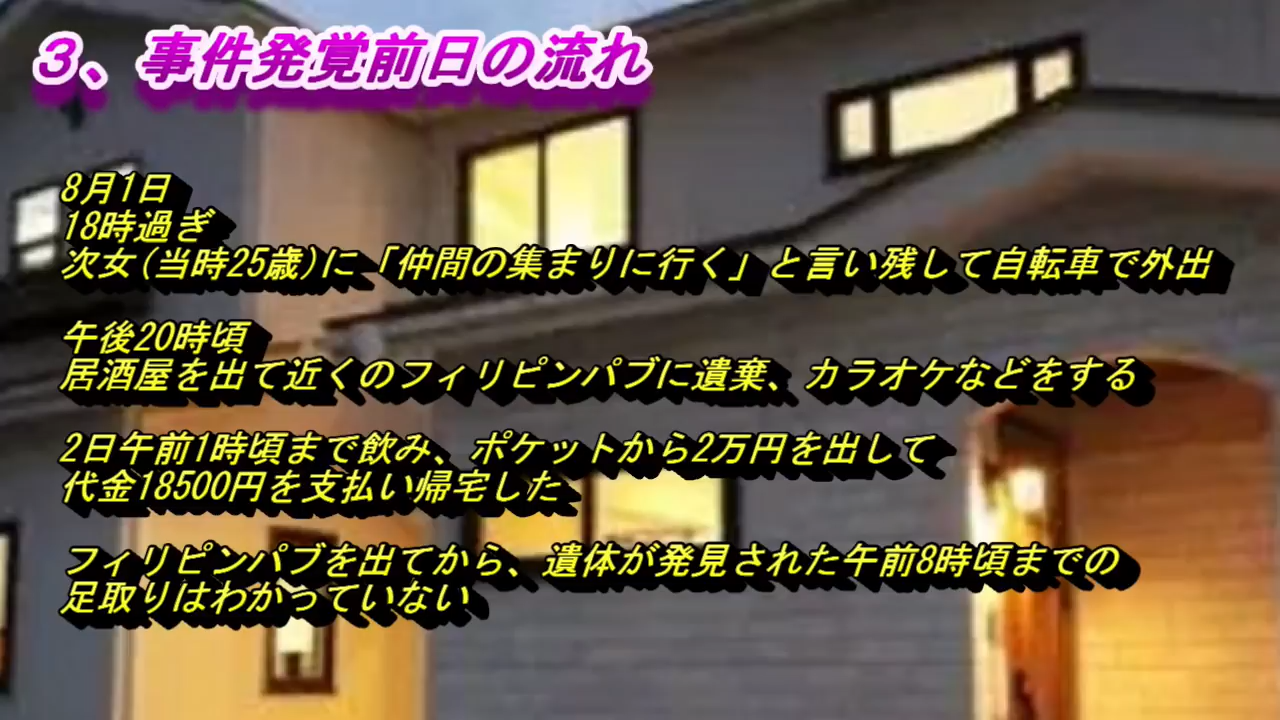 ３、事件発覚前日の流れ
8月1日
18時過ぎ
次女(当時25歳)に「仲間の集まりに行く」と言い残して自転車で外出
午後20時頃
居酒屋を出て近くのフィリピンパブに遺棄、カラオケなどをする
2日午前1時頃まで飲み、ポケットから2万円を出して
代金18500円を支払い帰宅した
フィリピンパブを出てから、遺体が発見された午前8時頃までの
足取りはわかっていない